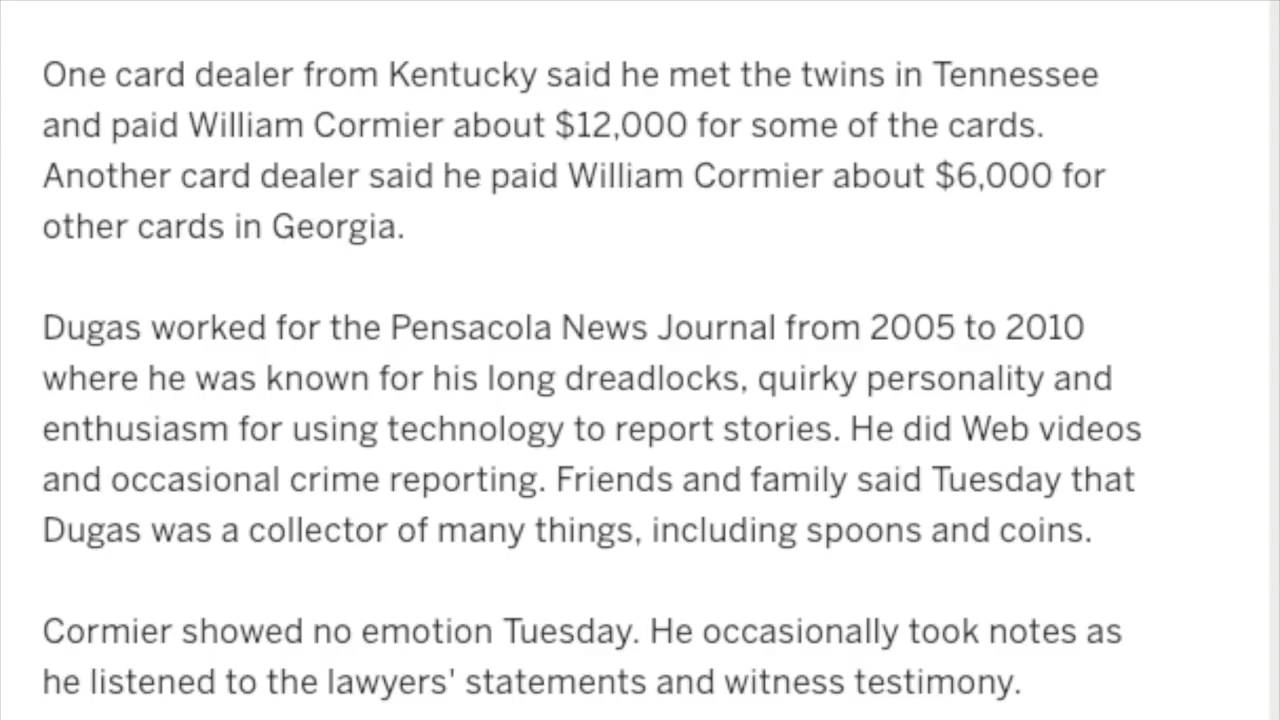 One card dealer from Kentucky said he met the twins in Tennessee
and paid William Cormier about $12,000 for some of the cards.
Another card dealer said he paid William Cormier about $6,000 for
other cards in Georgia.
Dugas worked for the Pensacola News Journal from 2005 to 2010
where he was known for his long dreadlocks, quirky personality and
enthusiasm for using technology to report stories. He did Web videos
and occasional crime reporting. Friends and family said Tuesday that
Dugas was a collector of many things, including spoons and coins.
Cormier showed no emotion Tuesday. He occasionally took notes as
he listened to the lawyers' statements and witness testimony.